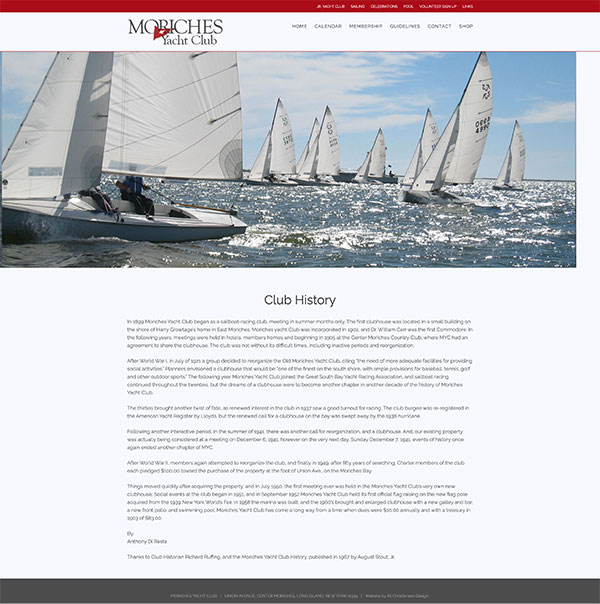 JR. YACHT CLUB SAILING CELEBRATIONS POOL VOLUNTEER SIGN UP LINKS
MORICHES
Yacht Club
HOME CALENDAR MEMBERSHIP GUIDELINES CONTACT SHOP
Club History
In 1899 Moriches Yacht Club began as a sailboat-racing club, meeting in summer months only. The first clubhouse was located in a small building on
the shore of Harry Growtage's home in East Moriches. Moriches yacht Club was incorporated in 1902, and Dr. William Carr was the first Commodore. In
the following years, meetings were held in hotels, members homes and beginning in 1905 at the Center Moriches Country Club, where MYC had an
agreement to share the clubhouse. The club was not without its difficult times, including inactive periods and reorganization.
After World War I, in July of 1921 a group decided to reorganize the Old Moriches Yacht Club, citing "the need of more adequate facilities for providing
social activities." Planners envisioned a clubhouse that would be "one of the finest on the south shore, with ample provisions for baseball, tennis, golf
and other outdoor sports." The following year Moriches Yacht Club joined the Great South Bay Yacht Racing Association, and sailboat racing
continued throughout the twenties, but the dreams of a clubhouse were to become another chapter in another decade of the history of Moriches
Yacht Club.
The thirties brought another twist of fate, as renewed interest in the club in 1937 saw a good turnout for racing. The club burgee was re-registered in
the American Yacht Register by Lloyds, but the renewed call for a clubhouse on the bay was swept away by the 1938 hurricane.
Following another interactive period, in the summer of 1941, there was another call for reorganization, and a clubhouse. And, our existing property
was actually being considered at a meeting on December 6, 1941, however on the very next day, Sunday December 7, 1941, events of history once
again ended another chapter of MYC.
After World War II, members again attempted to reorganize the club, and finally in 1949, after fifty years of searching, Charter members of the club
each pledged $100.00 toward the purchase of the property at the foot of Union Ave., on the Moriches Bay.
Things moved quickly after acquiring the property, and in July 1950, the first meeting ever was held in the Moriches Yacht Club's very own new
clubhouse. Social events at the club began in 1951, and in September 1952 Moriches Yacht Club held its first official flag raising on the new flag pole
acquired from the 1939 New York World's Fair. In 1958 the marina was built, and the 1960's brought and enlarged clubhouse with a new galley and bar,
a new front patio, and swimming pool. Moriches Yacht Club has come a long way from a time when dues were $10.00 annually and with a treasury in
1903 of $83.00.
By:
Anthony Di Resta
Thanks to Club Historian Richard Ruffing, and the Moriches Yacht Club History, published in 1967 by August Stout, Jr.
MORICHES YACHT CLUB | UNION AVENUE, CENTER MORICHES, LONG ISLAND, NEW YORK 11934 | Website by All Christensen Design